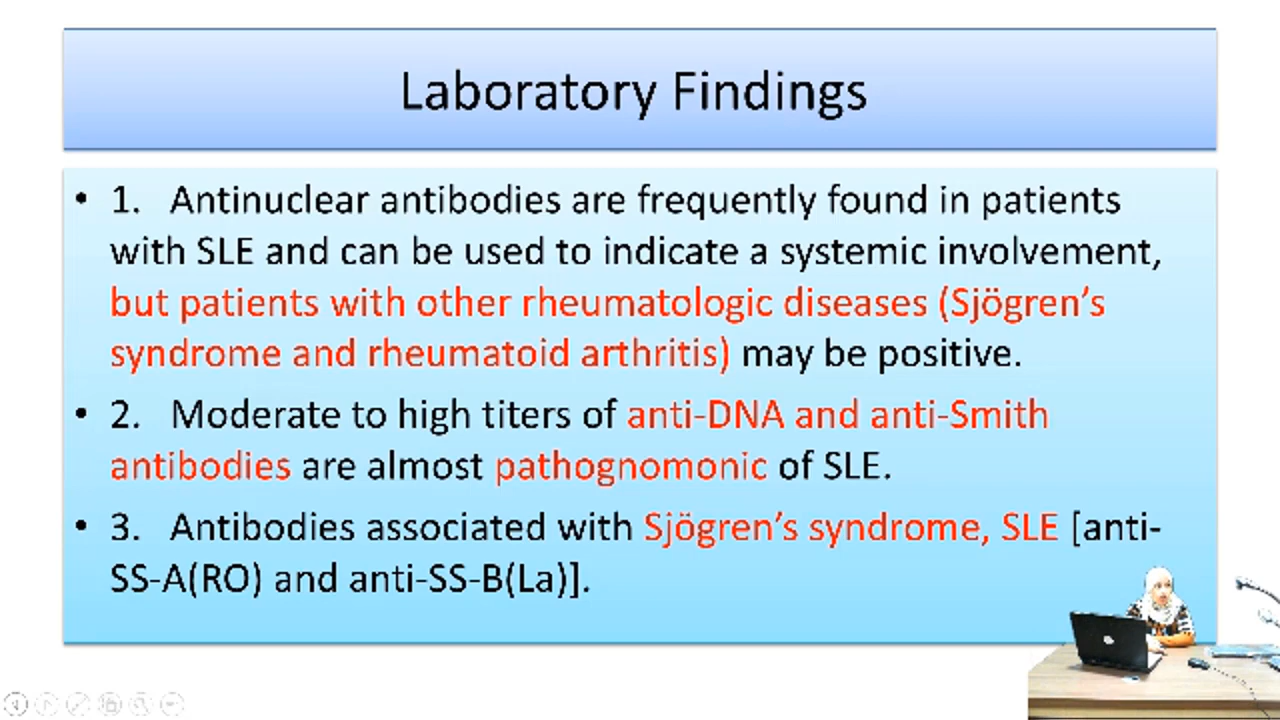 Laboratory Findings
• 1. Antinuclear antibodies are frequently found in patients
with SLE and can be used to indicate a systemic involvement,
but patients with other rheumatologic diseases (Sjögren’s
syndrome and rheumatoid arthritis) may be positive.
• 2. Moderate to high titers of anti-DNA and anti-Smith
antibodies are almost pathognomonic of SLE.
• 3. Antibodies associated with Sjögren’s syndrome, SLE [anti-
SS-A(RO) and anti-SS-B(La)].